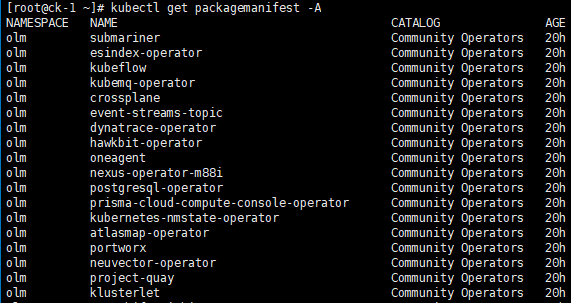 [root@ck-1 ~]# kubectl get packagemanifest -A
NAMESPACE NAME CATALOG AGE
olm submariner Community Operators 20h
olm esindex-operator Community Operators 20h
olm kubeflow Community Operators 20h
olm kubemq-operator Community Operators 20h
olm crossplane Community Operators 20h
olm event-streams-topic Community Operators 20h
olm dynatrace-operator Community Operators 20h
olm hawkbit-operator Community Operators 20h
olm oneagent Community Operators 20h
olm nexus-operator-m88i Community Operators 20h
olm postgresql-operator Community Operators 20h
olm prisma-cloud-compute-console-operator Community Operators 20h
olm kubernetes-nmstate-operator Community Operators 20h
olm atlasmap-operator Community Operators 20h
olm portworx Community Operators 20h
olm neuvector-operator Community Operators 20h
olm project-quay Community Operators 20h
olm klusterlet Community Operators 20h